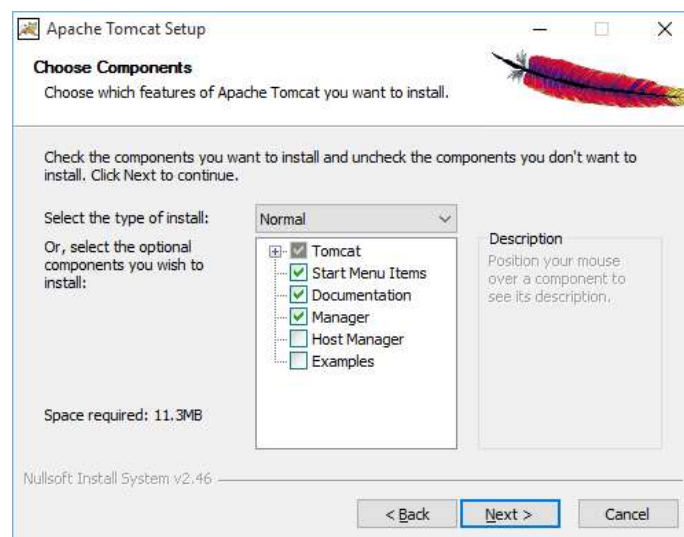 Apache Tomcat Setup
Choose Components
Choose which features of Apache Tomcat you want to install.
Check the components you want to install and uncheck the components you don't want to
install. Click Next to continue.
Select the type of install:
Normal
Or, select the optional
components you wish to
install:
Tomcat
Start Menu Items
Documentation
Manager
Host Manager
Examples
Description
Position your mouse
over a component to
see its description.
Space required: 11.3MB
Nullsoft Install System v2.46
< Back
Next >
Cancel